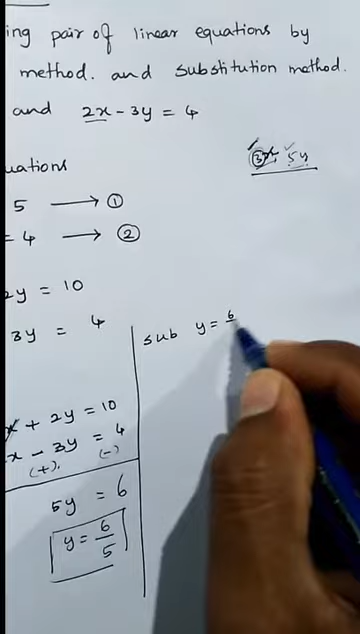 ing pair of linear equations by
method. and substitution method.
and 2x - 3y = 4
uations
5 ⟶ ①
= 4 ⟶ ②
2y = 10
3y = 4
x + 2y = 10
x - 3y = 4
(+) (-)
5y = 6
y = 6/5
sub y = 6